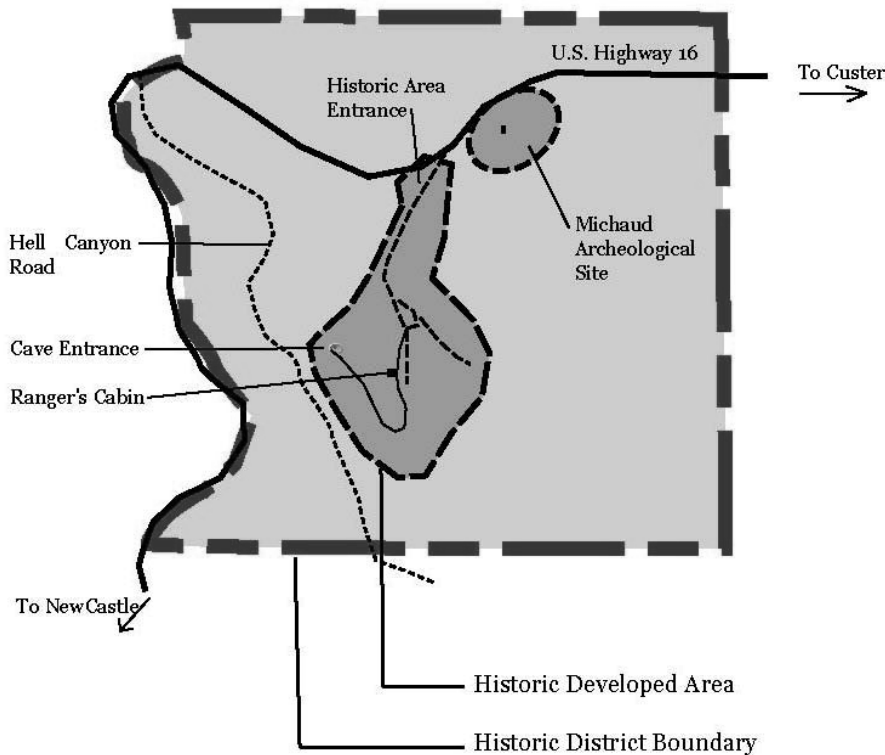 U.S. Highway 16
To Custer
Historic Area
Entrance
Michaud
Archeological
Site
Hell Canyon
Road
Cave Entrance
Ranger's Cabin
To NewCastle
Historic Developed Area
Historic District Boundary